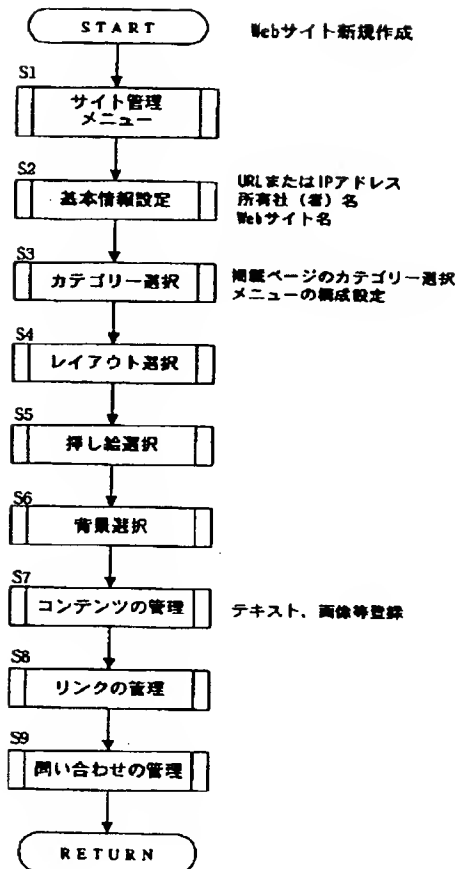 START
Webサイト新規作成
S1
サイト管理
メニュー
S2
基本情報設定
URLまたはIPアドレス
所有社（者）名
Webサイト名
S3
カテゴリー選択
掲載ページのカテゴリー選択
メニューの構成設定
S4
レイアウト選択
S5
挿し絵選択
S6
背景選択
S7
コンテンツの管理
テキスト、画像等登録
S8
リンクの管理
S9
問い合わせの管理
RETURN